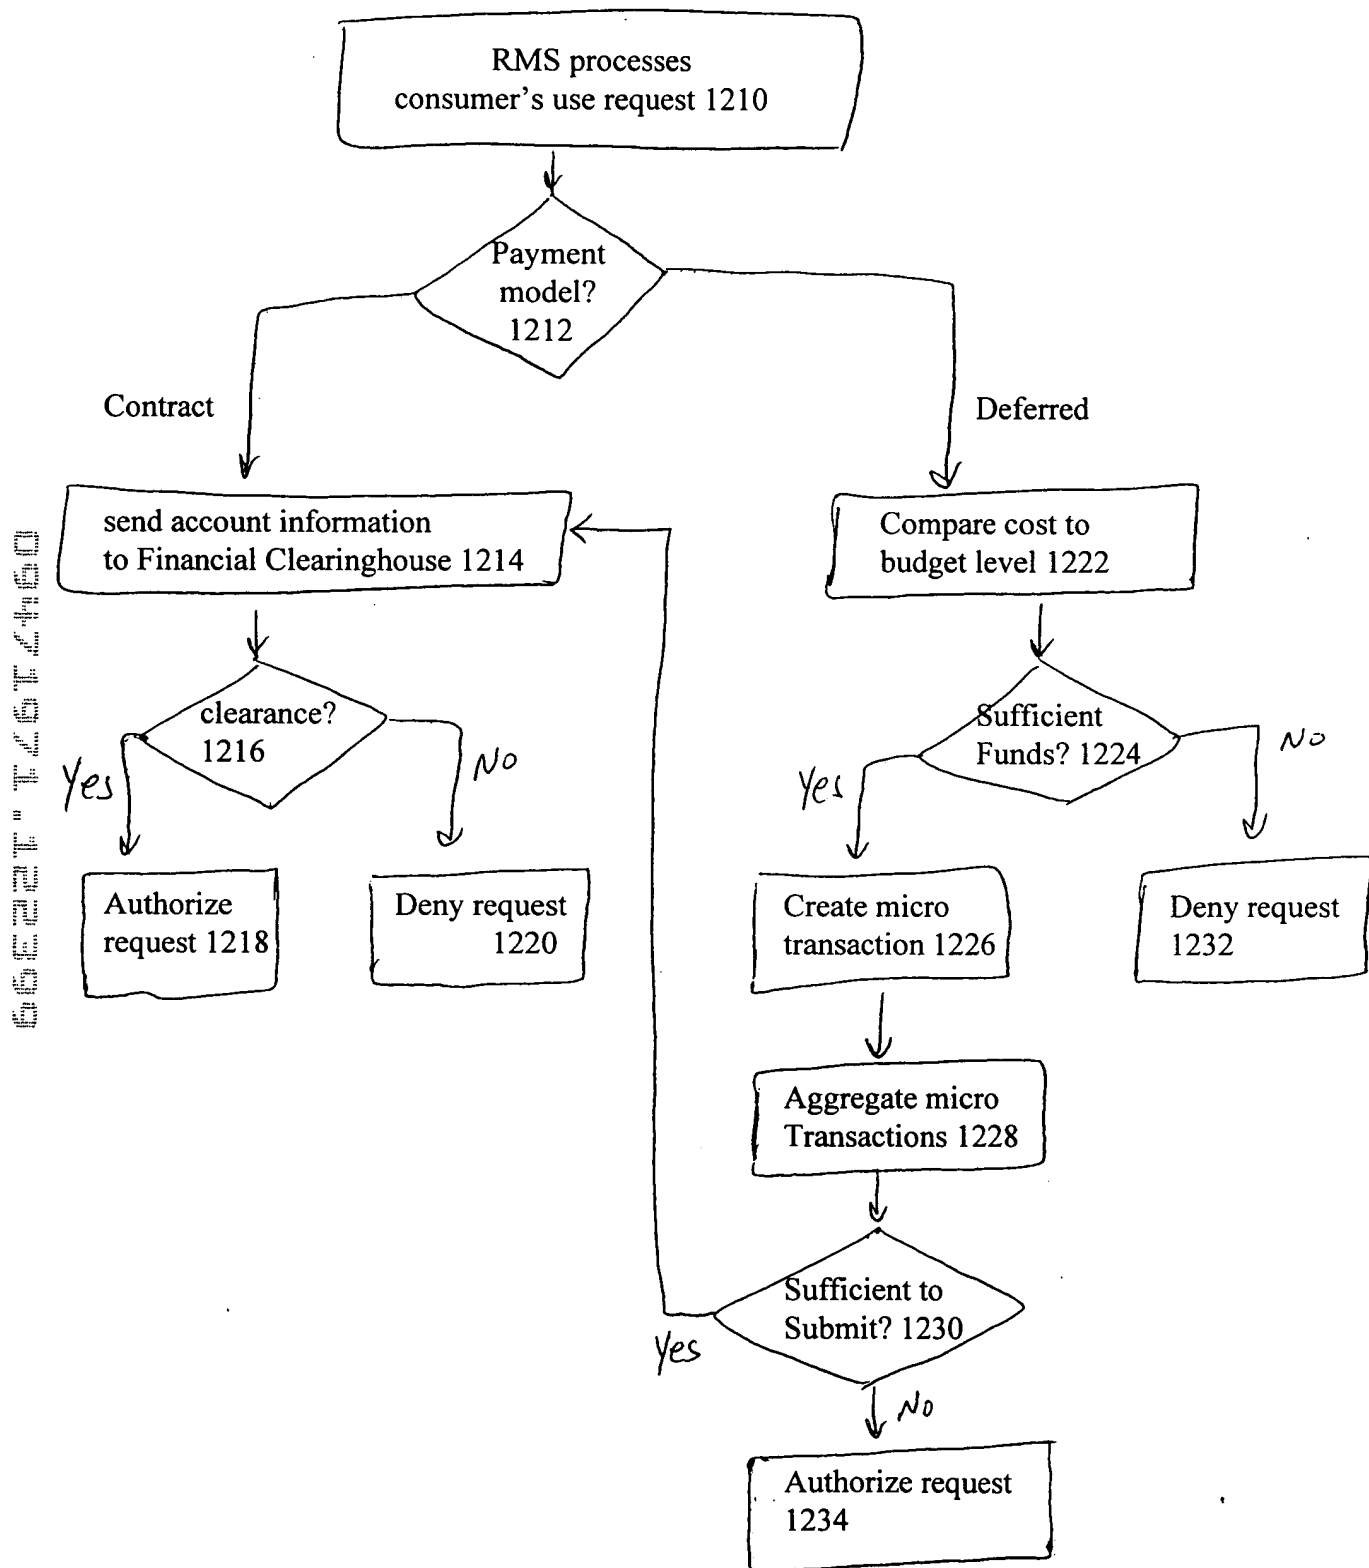 RMS processes
consumer's use request 1210
Payment
model?
1212
Contract
Deferred
send account information
to Financial Clearinghouse 1214
Compare cost to
budget level 1222
clearance?
1216
Yes
No
Sufficient
Funds? 1224
Yes
No
Authorize
request 1218
Deny request
1220
Create micro
transaction 1226
Deny request
1232
Aggregate micro
Transactions 1228
Sufficient to
Submit? 1230
Yes
No
Authorize request
1234